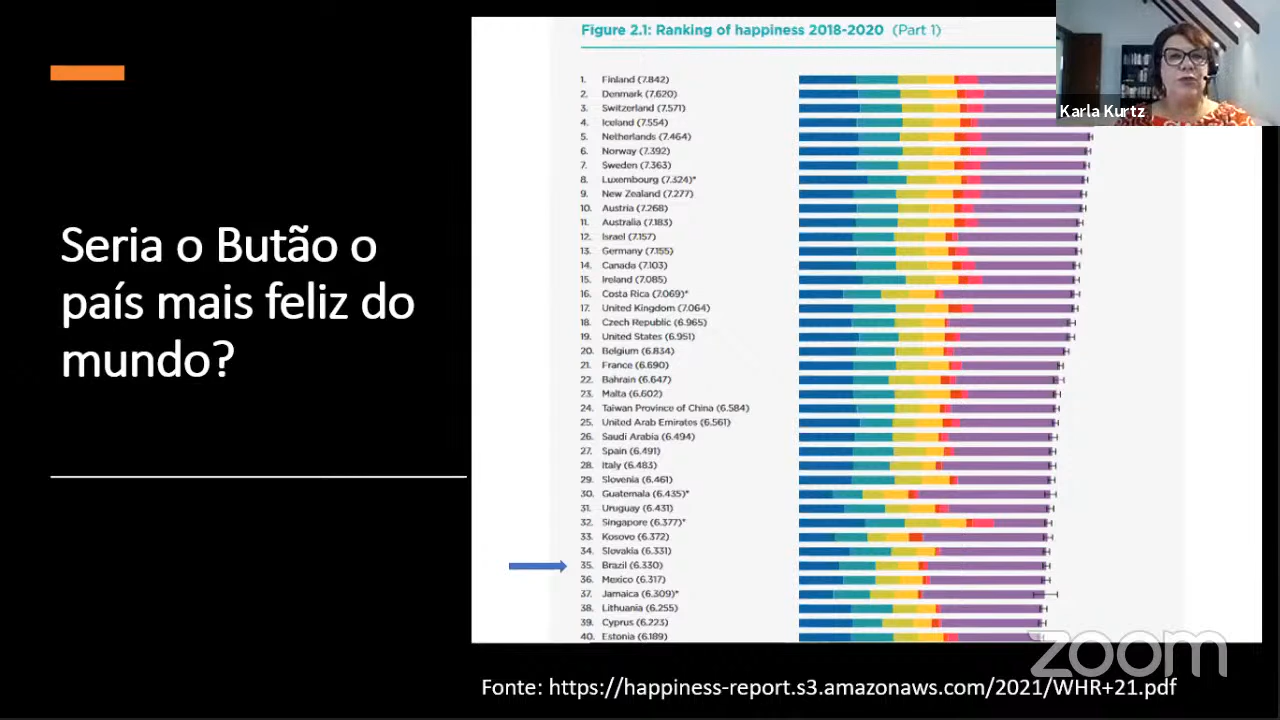 Seria o Butão o
país mais feliz do
mundo?
Figure 2.1: Ranking of happiness 2018-2020 (Part 1)
1. Finland (7.842)
2. Denmark (7.620)
3. Switzerland (7.571)
4. Iceland (7.554)
5. Netherlands (7.464)
6. Norway (7.392)
7. Sweden (7.363)
8. Luxembourg (7.324)*
9. New Zealand (7.277)
10. Austria (7.268)
11. Australia (7.183)
12. Israel (7.157)
13. Germany (7.155)
14. Canada (7.103)
15. Ireland (7.085)
16. Costa Rica (7.069)*
17. United Kingdom (7.064)
18. Czech Republic (6.965)
19. United States (6.951)
20. Belgium (6.834)
21. France (6.690)
22. Bahrain (6.647)
23. Malta (6.602)
24. Taiwan Province of China (6.584)
25. United Arab Emirates (6.561)
26. Saudi Arabia (6.494)
27. Spain (6.491)
28. Italy (6.483)
29. Slovenia (6.461)
30. Guatemala (6.435)*
31. Uruguay (6.431)
32. Singapore (6.377)*
33. Kosovo (6.372)
34. Slovakia (6.331)
35. Brazil (6.330)
36. Mexico (6.317)
37. Jamaica (6.309)*
38. Lithuania (6.255)
39. Cyprus (6.223)
40. Estonia (6.189)
Karla Kurtz
zoom
Fonte: https://happiness-report.s3.amazonaws.com/2021/WHR+21.pdf